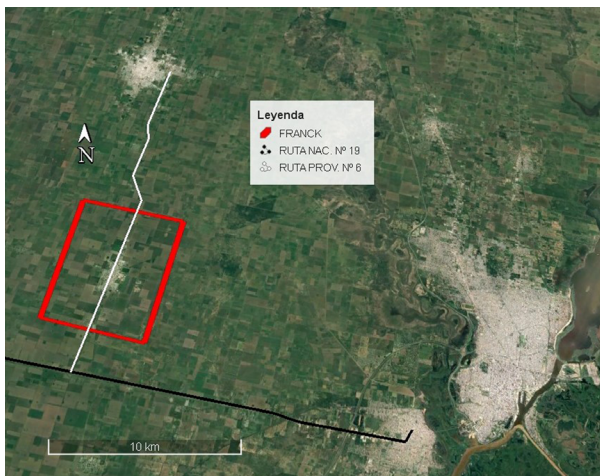 Leyenda
FRANCK
RUTA NAC. Nº 19
RUTA PROV. Nº 6
N
10 km